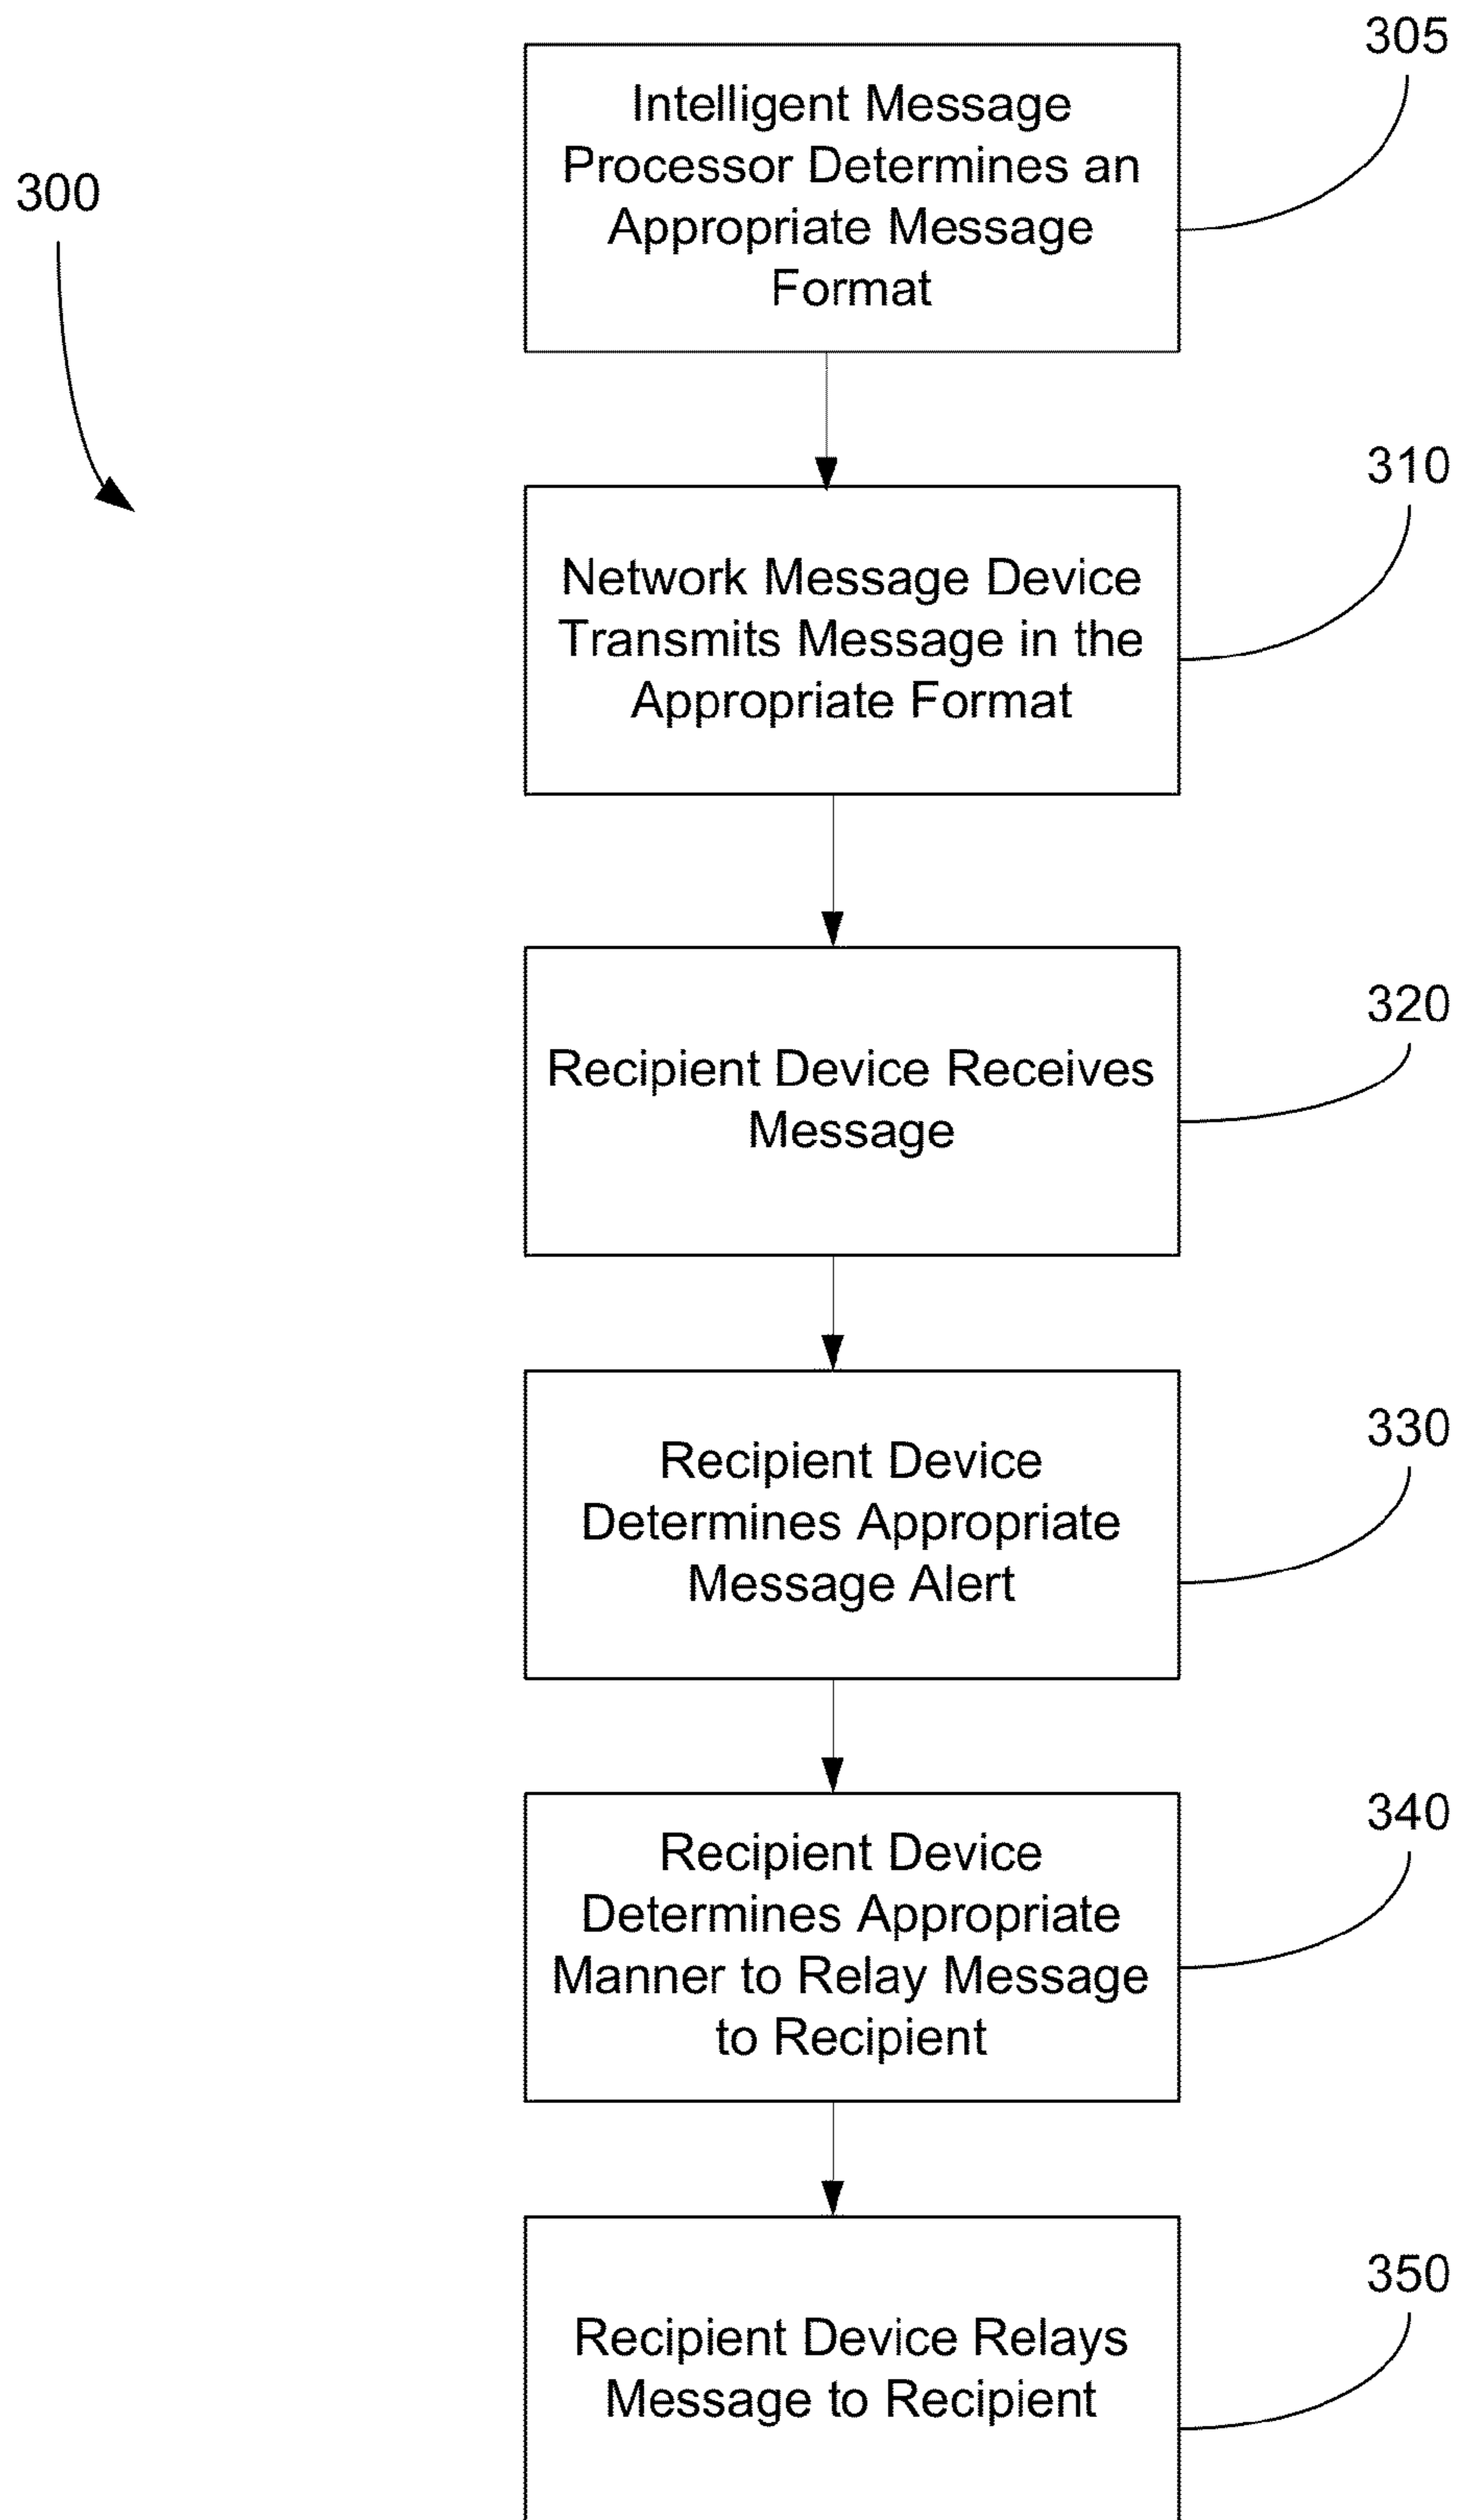 305
Intelligent Message
Processor Determines an
Appropriate Message
Format
300
310
Network Message Device
Transmits Message in the
Appropriate Format
320
Recipient Device Receives
Message
330
Recipient Device
Determines Appropriate
Message Alert
340
Recipient Device
Determines Appropriate
Manner to Relay Message
to Recipient
350
Recipient Device Relays
Message to Recipient